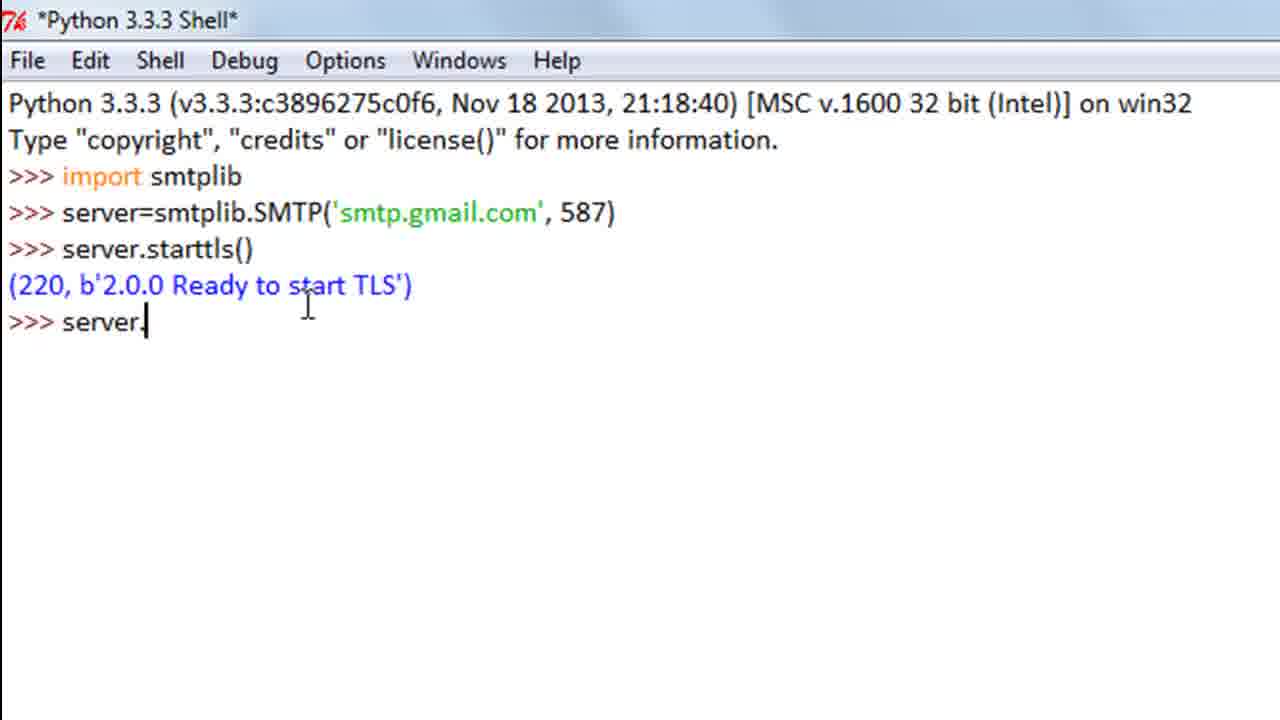 *Python 3.3.3 Shell*
File Edit Shell Debug Options Windows Help
Python 3.3.3 (v3.3.3:c3896275c0f6, Nov 18 2013, 21:18:40) [MSC v.1600 32 bit (Intel)] on win32
Type "copyright", "credits" or "license()" for more information.
>>> import smtplib
>>> server=smtplib.SMTP('smtp.gmail.com', 587)
>>> server.starttls()
(220, b'2.0.0 Ready to start TLS')
>>> server.